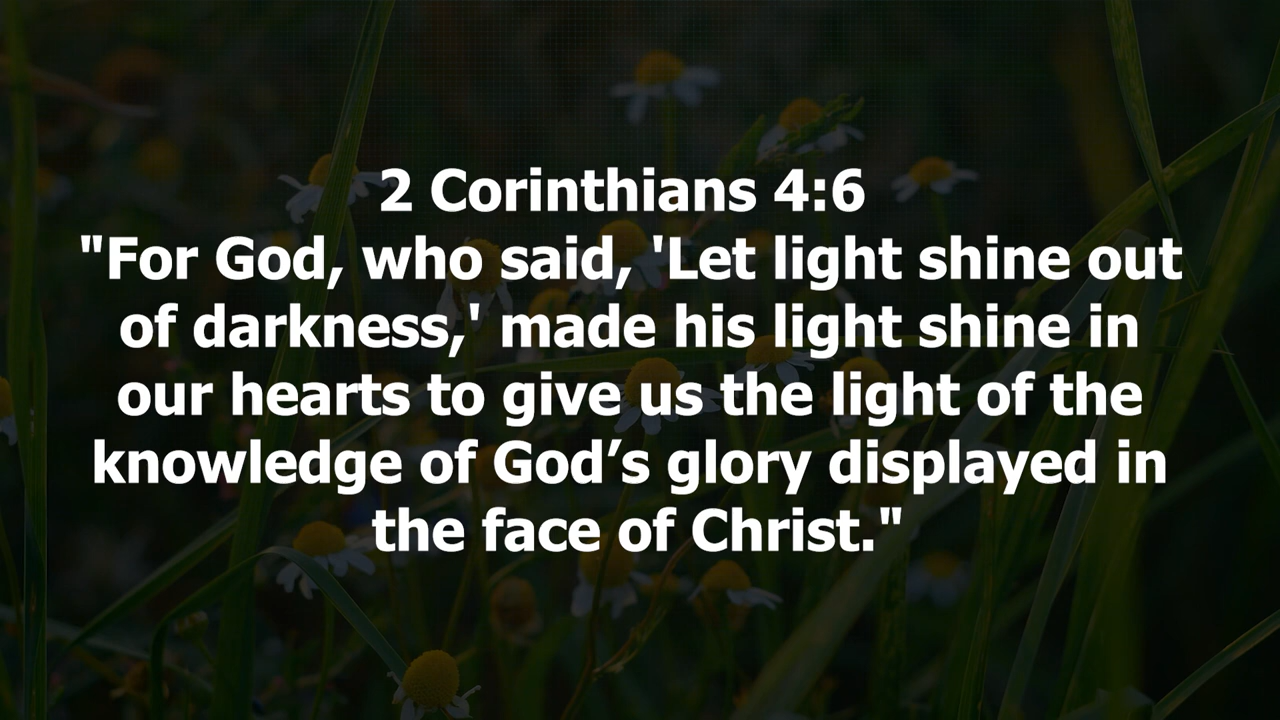 2 Corinthians 4:6
"For God, who said, 'Let light shine out
of darkness,' made his light shine in
our hearts to give us the light of the
knowledge of God’s glory displayed in
the face of Christ."